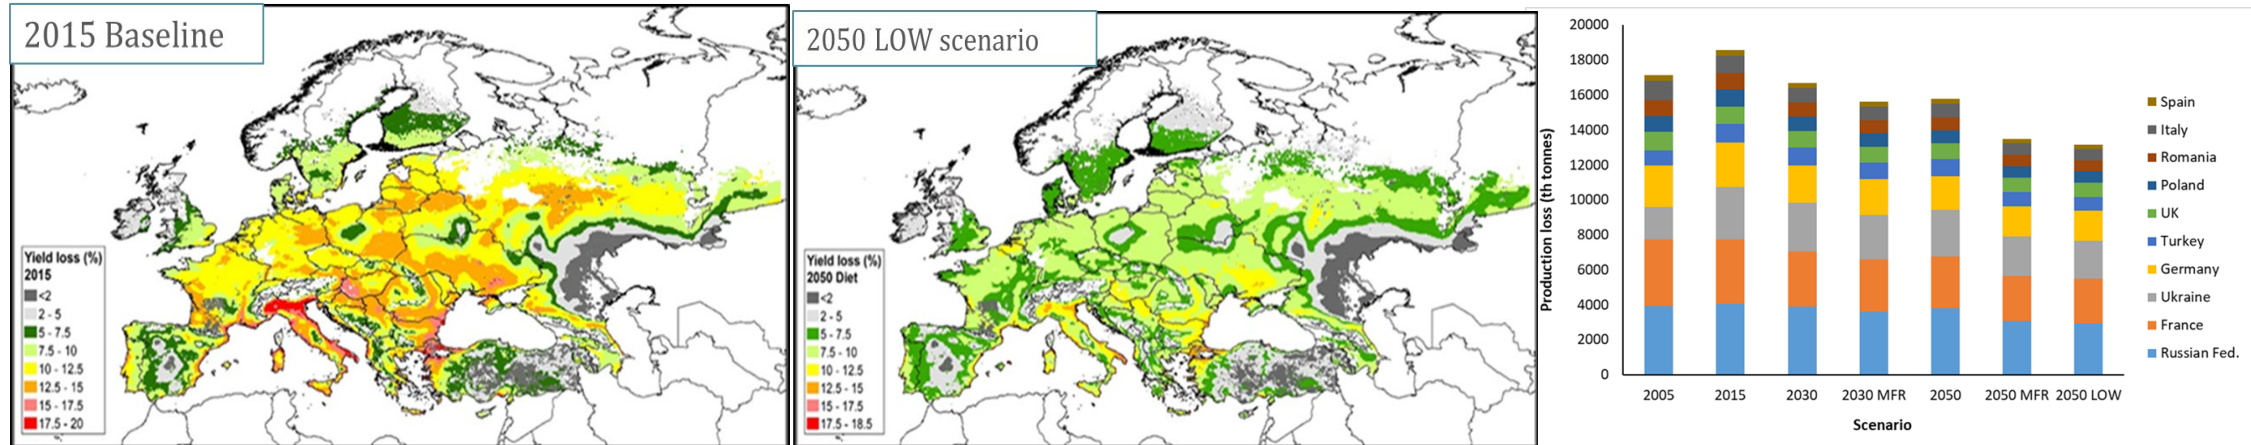 2015 Baseline
Yield loss (%)
2015
<2
2 - 5
5 - 7.5
7.5 - 10
10 - 12.5
12.5 - 15
15 - 17.5
17.5 - 20
2050 LOW scenario
Yield loss (%)
2050 Diet
<2
2 - 5
5 - 7.5
7.5 - 10
10 - 12.5
12.5 - 15
15 - 17.5
17.5 - 18.5
Production loss (th tonnes)
20000
18000
16000
14000
12000
10000
8000
6000
4000
2000
0
2005 2015 2030 2030 MFR 2050 2050 MFR 2050 LOW
Scenario
Spain
Italy
Romania
Poland
UK
Turkey
Germany
Ukraine
France
Russian Fed.